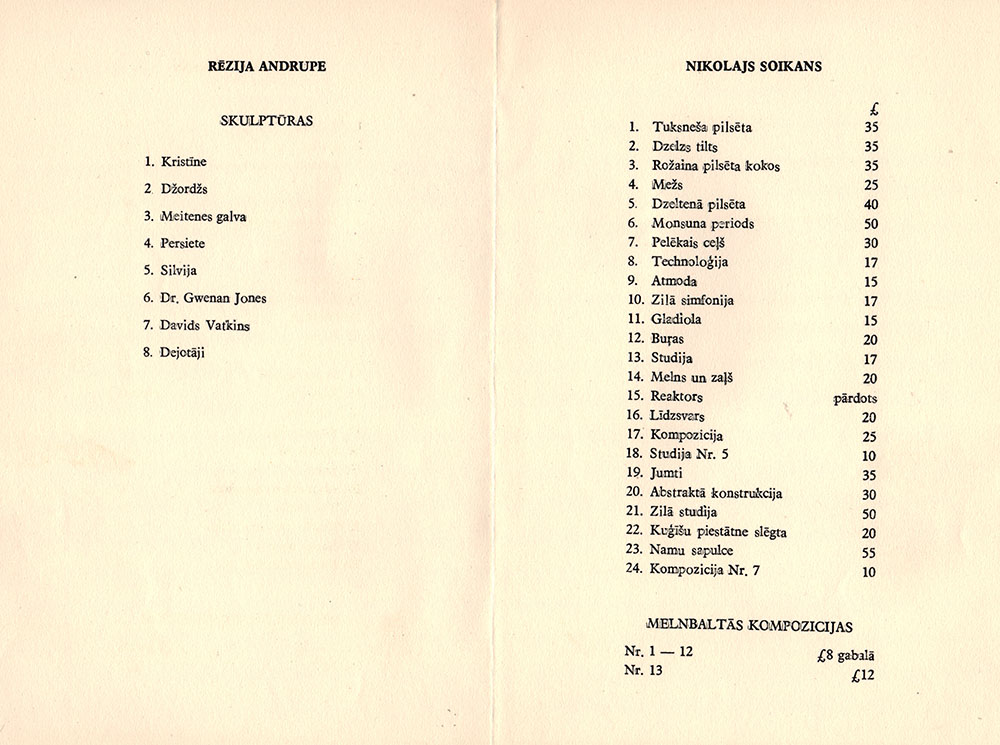 RĒZIJA ANDRUPE
SKULPTŪRAS
1. Kristīne
2 Džordžs
3. Meitenes galva
4. Persiete
5. Silvija
6. Dr. Gwenan Jones
7. Davids Vatkins
8. Dejotāji
NIKOLAJS SOIKANS
£
1. Tuksneša pilsēta 35
2. Dzelzs tilts 35
3. Rožaina pilsēta kokos 35
4. Mežs 25
5. Dzeltenā pilsēta 40
6. Monsuna periods 50
7. Pelēkais ceļš 30
8. Technoloģija 17
9. Atmoda 15
10. Zilā simfonija 17
11. Gladiola 15
12. Buŗas 20
13. Studija 17
14. Melns un zaļš 20
15. Reaktors pārdots
16. Līdzsvars 20
17. Kompozicija 25
18. Studija Nr. 5 10
19. Jumti 35
20. Abstraktā konstrukcija 30
21. Zilā studija 50
22. Kuģīšu piestātne slēgta 20
23. Namu sapulce 55
24. Kompozicija Nr. 7 10
MELNBALTĀS KOMPOZICIJAS
Nr. 1 — 12 £8 gabalā
Nr. 13 £12